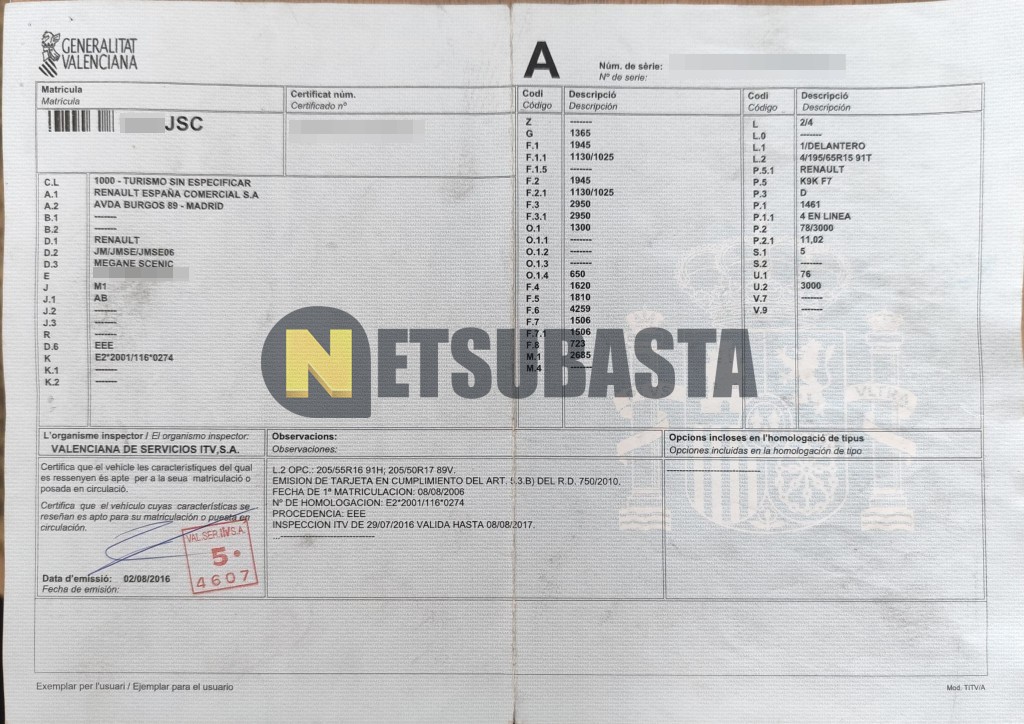 GENERALITAT
VALENCIANA
A
Núm. de sèrie:
Nº de serie:
Matrícula
Matrícula
JSC
Certificat núm.
Certificado nº
C.L 1000 - TURISMO SIN ESPECIFICAR
A.1 RENAULT ESPAÑA COMERCIAL S.A
A.2 AVDA BURGOS 89 - MADRID
B.1 -------
B.2 -------
D.1 RENAULT
D.2 JM/JMSE/JMSE06
D.3 MEGANE SCENIC
E
J M1
J.1 AB
J.2 -------
J.3 -------
R -------
D.6 EEE
K E2*2001/116*0274
K.1 -------
K.2 -------
Codi Descripció
Código Descripción
Z -------
G 1365
F.1 1945
F.1.1 1130/1025
F.1.5 -------
F.2 1945
F.2.1 1130/1025
F.3 2950
F.3.1 2950
O.1 1300
O.1.1 -------
O.1.2 -------
O.1.3 -------
O.1.4 650
F.4 1620
F.5 1810
F.6 4259
F.7 1506
F.7.1 1506
F.8 723
M.1 2685
M.4 -------
Codi Descripció
Código Descripción
L 2/4
L.0 -------
L.1 1/DELANTERO
L.2 4/195/65R15 91T
P.5.1 RENAULT
P.5 K9K F7
P.3 D
P.1 1461
P.1.1 4 EN LINEA
P.2 78/3000
P.2.1 11,02
S.1 5
S.2 -------
U.1 76
U.2 3000
V.7 -------
V.9 -------
NETSUBASTA
VLTRA
L'organisme inspector / El organismo inspector:
VALENCIANA DE SERVICIOS ITV,S.A.
Certifica que el vehicle les característiques del qual
es ressenyen és apte per a la seua matriculació o
posada en circulació.
Certifica que el vehículo cuyas características se
reseñan es apto para su matriculación o puesta en
circulación.
VALSER.ITV S.A.
5
4607
Data d'emissió: 02/08/2016
Fecha de emisión:
Observacions:
Observaciones:
L.2 OPC.: 205/55R16 91H; 205/50R17 89V.
EMISION DE TARJETA EN CUMPLIMIENTO DEL ART. 5.3.B) DEL R.D. 750/2010.
FECHA DE 1ª MATRICULACION: 08/08/2006
Nº DE HOMOLOGACION: E2*2001/116*0274
PROCEDENCIA: EEE
INSPECCION ITV DE 29/07/2016 VALIDA HASTA 08/08/2017.
...------------------------------
Opcions incloses en l'homologació de tipus
Opciones incluidas en la homologación de tipo
------------------------------
Exemplar per l'usuari / Ejemplar para el usuario
Mod. TITV/A